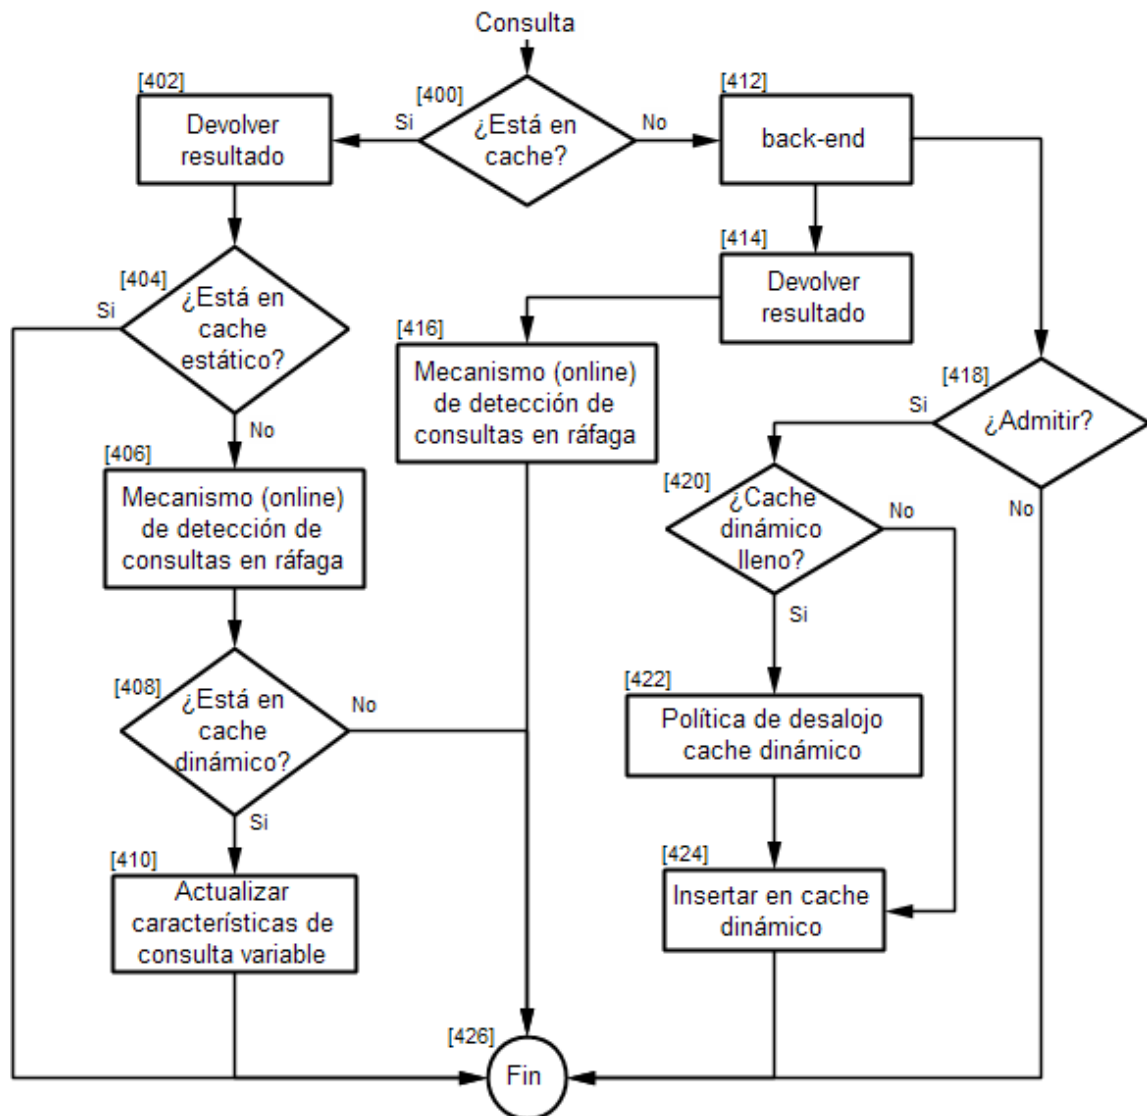 Consulta
[402]
Devolver
resultado
[400]
¿Está en
cache?
Si
No
[412]
back-end
[414]
Devolver
resultado
[404]
¿Está en
cache
estático?
Si
No
[416]
Mecanismo (online)
de detección de
consultas en ráfaga
[418]
¿Admitir?
Si
No
[406]
Mecanismo (online)
de detección de
consultas en ráfaga
[420]
¿Cache
dinámico
lleno?
No
Si
[408]
¿Está en
cache
dinámico?
No
Si
[422]
Política de desalojo
cache dinámico
[410]
Actualizar
características de
consulta variable
[424]
Insertar en cache
dinámico
[426]
Fin